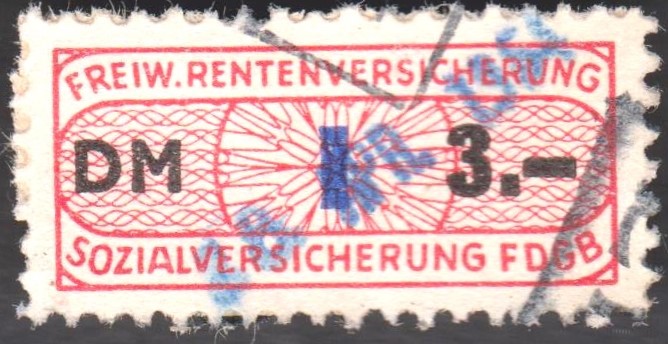 FREIW. RENTENVERSICHERUNG
DM I 3.–
SOZIALVERSICHERUNG FDGB